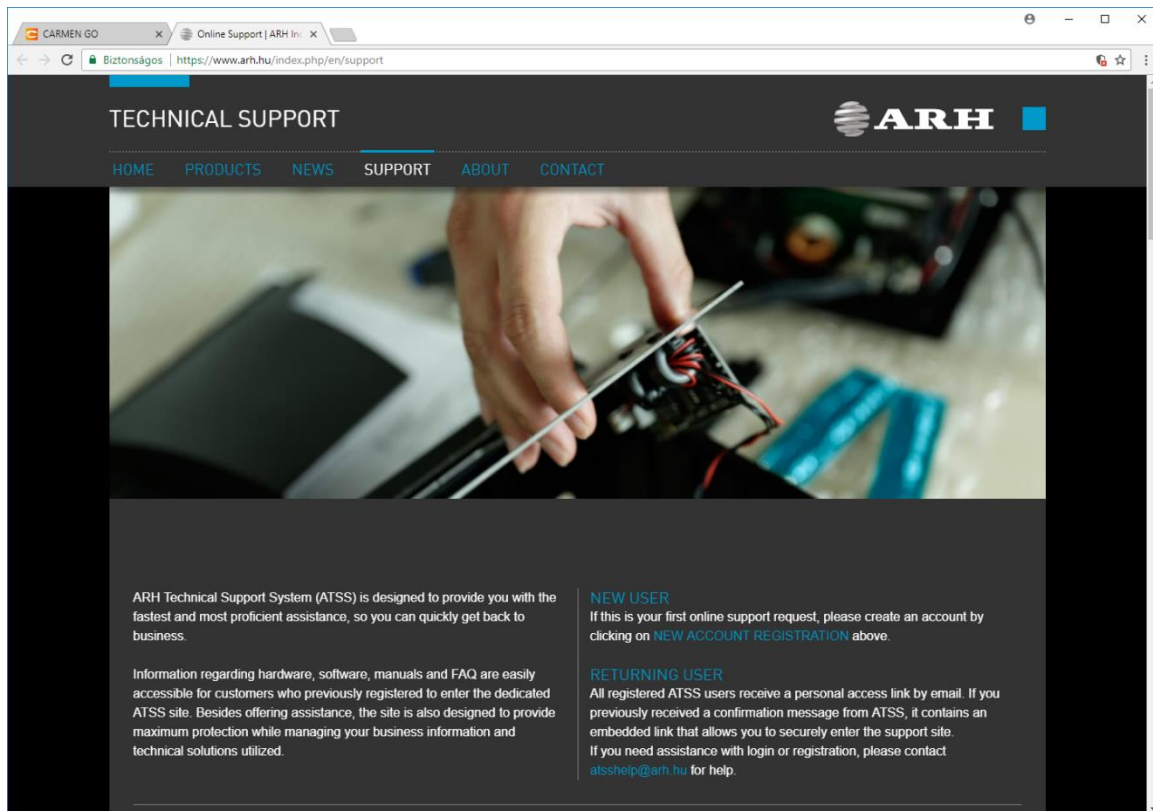 CARMEN GO
Online Support | ARH Inc
Biztonságos | https://www.arh.hu/index.php/en/support
TECHNICAL SUPPORT
ARH
HOME PRODUCTS NEWS SUPPORT ABOUT CONTACT
ARH Technical Support System (ATSS) is designed to provide you with the
fastest and most proficient assistance, so you can quickly get back to
business.
Information regarding hardware, software, manuals and FAQ are easily
accessible for customers who previously registered to enter the dedicated
ATSS site. Besides offering assistance, the site is also designed to provide
maximum protection while managing your business information and
technical solutions utilized.
NEW USER
If this is your first online support request, please create an account by
clicking on NEW ACCOUNT REGISTRATION above.
RETURNING USER
All registered ATSS users receive a personal access link by email. If you
previously received a confirmation message from ATSS, it contains an
embedded link that allows you to securely enter the support site.
If you need assistance with login or registration, please contact
atsshelp@arh.hu for help.